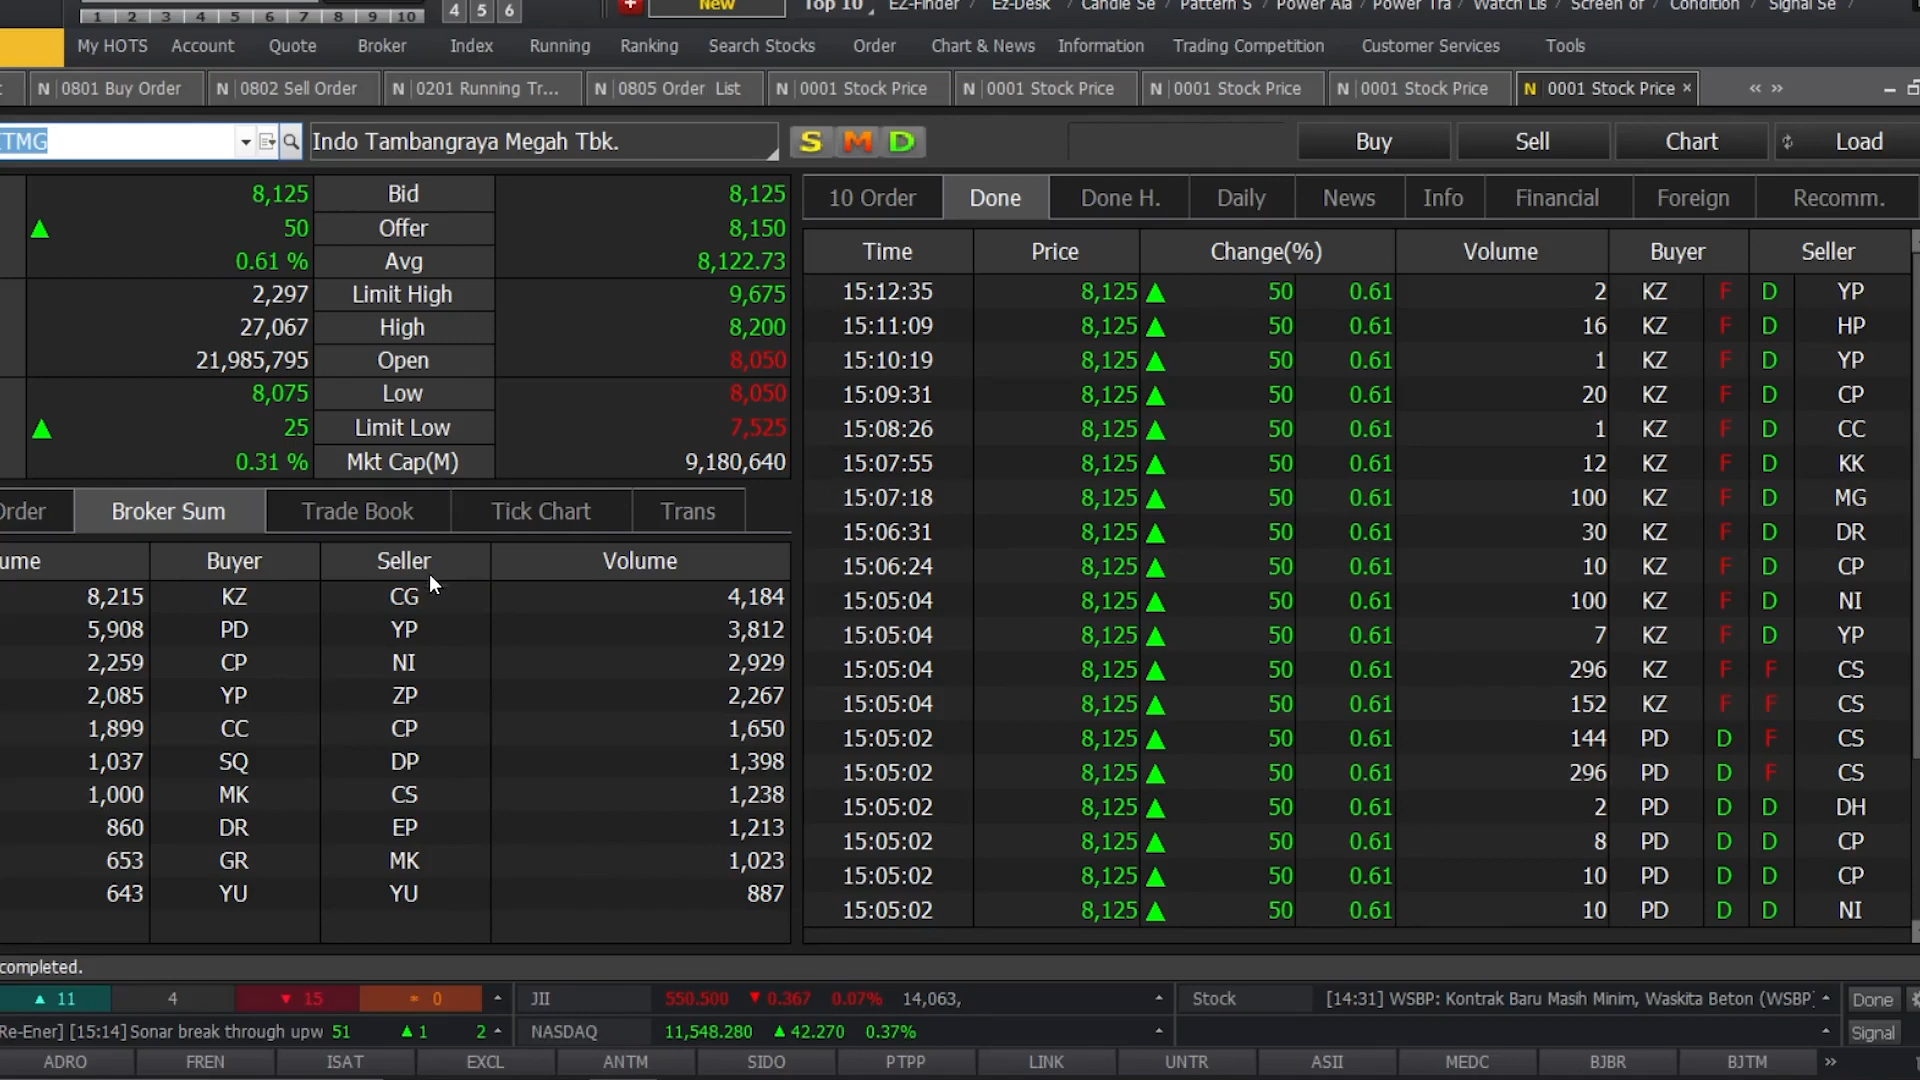 1 2 3 4 5 6 7 8 9 10 4 5 6 New Top 10 EZ-Finder Ez-Desk Candle Se Pattern S Power Ala Power Tra Watch Lis Screen of Condition Signal Se
My HOTS Account Quote Broker Index Running Ranking Search Stocks Order Chart & News Information Trading Competition Customer Services Tools
N 0801 Buy Order N 0802 Sell Order N 0201 Running Tr... N 0805 Order List N 0001 Stock Price N 0001 Stock Price N 0001 Stock Price N 0001 Stock Price N 0001 Stock Price × « »
TMG Indo Tambangraya Megah Tbk. S M D Buy Sell Chart Load
8,125 Bid 8,125
▲ 50 Offer 8,150
0.61 % Avg 8,122.73
2,297 Limit High 9,675
27,067 High 8,200
21,985,795 Open 8,050
8,075 Low 8,050
▲ 25 Limit Low 7,525
0.31 % Mkt Cap(M) 9,180,640
Order Broker Sum Trade Book Tick Chart Trans
ume Buyer Seller Volume
8,215 KZ CG 4,184
5,908 PD YP 3,812
2,259 CP NI 2,929
2,085 YP ZP 2,267
1,899 CC CP 1,650
1,037 SQ DP 1,398
1,000 MK CS 1,238
860 DR EP 1,213
653 GR MK 1,023
643 YU YU 887
10 Order Done Done H. Daily News Info Financial Foreign Recomm.
Time Price Change(%) Volume Buyer Seller
15:12:35 8,125 ▲ 50 0.61 2 KZ F D YP
15:11:09 8,125 ▲ 50 0.61 16 KZ F D HP
15:10:19 8,125 ▲ 50 0.61 1 KZ F D YP
15:09:31 8,125 ▲ 50 0.61 20 KZ F D CP
15:08:26 8,125 ▲ 50 0.61 1 KZ F D CC
15:07:55 8,125 ▲ 50 0.61 12 KZ F D KK
15:07:18 8,125 ▲ 50 0.61 100 KZ F D MG
15:06:31 8,125 ▲ 50 0.61 30 KZ F D DR
15:06:24 8,125 ▲ 50 0.61 10 KZ F D CP
15:05:04 8,125 ▲ 50 0.61 100 KZ F D NI
15:05:04 8,125 ▲ 50 0.61 7 KZ F D YP
15:05:04 8,125 ▲ 50 0.61 296 KZ F F CS
15:05:04 8,125 ▲ 50 0.61 152 KZ F F CS
15:05:02 8,125 ▲ 50 0.61 144 PD D F CS
15:05:02 8,125 ▲ 50 0.61 296 PD D F CS
15:05:02 8,125 ▲ 50 0.61 2 PD D D DH
15:05:02 8,125 ▲ 50 0.61 8 PD D D CP
15:05:02 8,125 ▲ 50 0.61 10 PD D D CP
15:05:02 8,125 ▲ 50 0.61 10 PD D D NI
completed.
▲ 11 4 ▼ 15 * 0 JII 550.500 ▼ 0.367 0.07% 14,063, Stock [14:31] WSBP: Kontrak Baru Masih Minim, Waskita Beton (WSBP) Done
Re-Ener] [15:14] Sonar break through upw 51 ▲ 1 2 NASDAQ 11,548.280 ▲ 42.270 0.37% Signal
ADRO FREN ISAT EXCL ANTM SIDO PTPP LINK UNTR ASII MEDC BJBR BJTM »